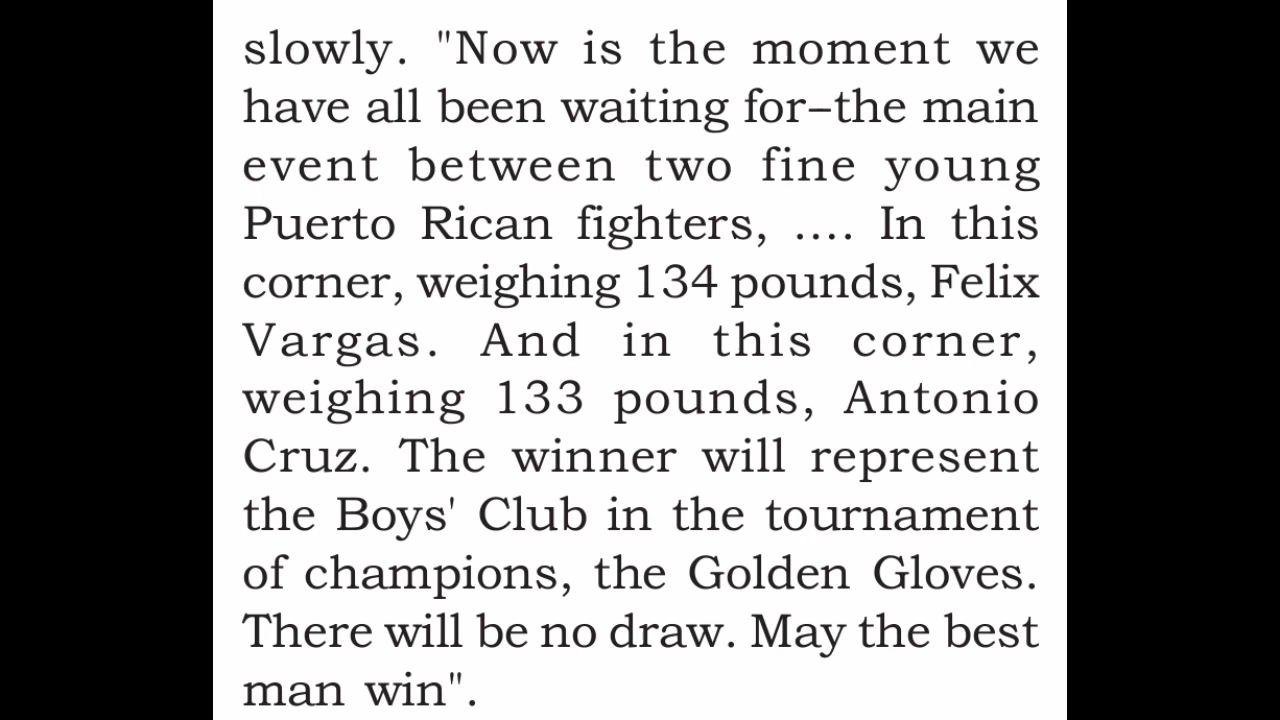 slowly. "Now is the moment we
have all been waiting for–the main
event between two fine young
Puerto Rican fighters, .... In this
corner, weighing 134 pounds, Felix
Vargas. And in this corner,
weighing 133 pounds, Antonio
Cruz. The winner will represent
the Boys' Club in the tournament
of champions, the Golden Gloves.
There will be no draw. May the best
man win".